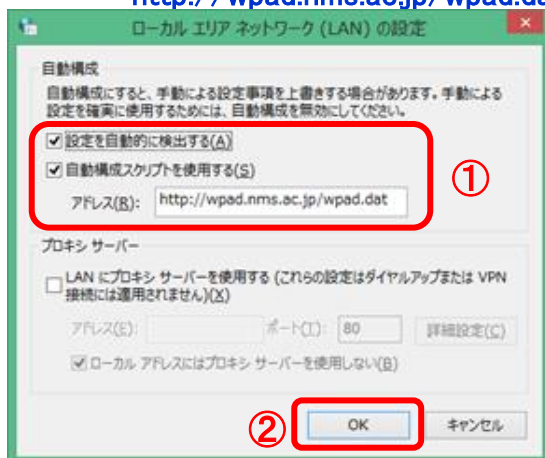 http://wpad.nms.ac.jp/wpad.da
ローカル エリア ネットワーク (LAN) の設定
自動構成
自動構成にすると、手動による設定事項を上書きする場合があります。手動による
設定を確実に使用するためには、自動構成を無効にしてください。
設定を自動的に検出する(A)
自動構成スクリプトを使用する(S)
アドレス(R): http://wpad.nms.ac.jp/wpad.dat
①
プロキシ サーバー
LAN にプロキシ サーバーを使用する (これらの設定はダイヤルアップまたは VPN
接続には適用されません)(X)
アドレス(E): ポート(T): 80 詳細設定(C)
ローカル アドレスにはプロキシ サーバーを使用しない(B)
② OK キャンセル